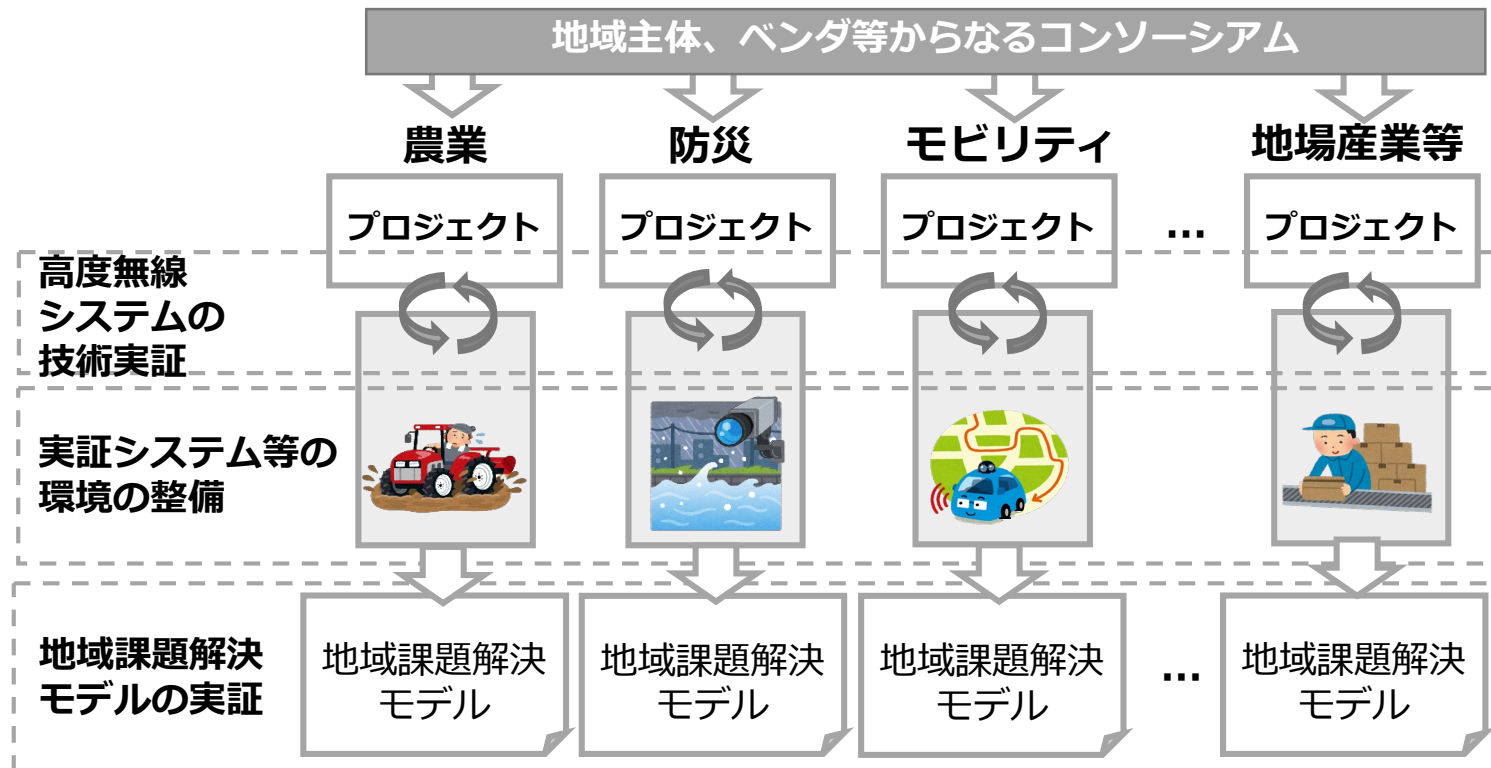 地域主体、ベンダ等からなるコンソーシアム
農業
防災
モビリティ
地場産業等
プロジェクト
プロジェクト
プロジェクト
…
プロジェクト
高度無線
システムの
技術実証
実証システム等の
環境の整備
地域課題解決
モデルの実証
地域課題解決
モデル
地域課題解決
モデル
地域課題解決
モデル
…
地域課題解決
モデル